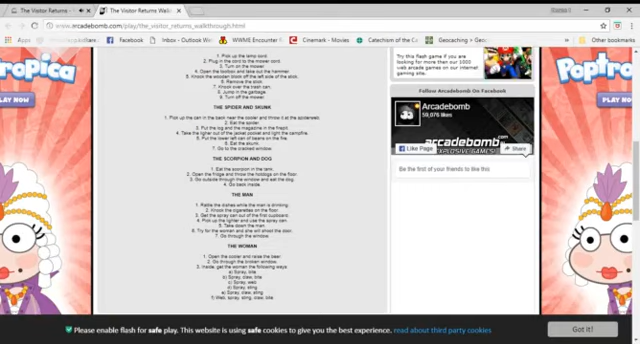 The Visitor Returns
The Visitor Returns Walk
www.arcadebomb.com/play/the_visitor_returns_walkthrough.html
Apps
Facebook
Inbox - Outlook
WWME Encounter
Cinemark - Movies
Catechism of the Ca
Geocaching > Geoc
Other bookmarks
1. Pick up the lamp cord.
2. Plug in the cord to the mower cord.
3. Turn on the mower.
4. Open the toolbox and take out the hammer.
5. Knock the wooden block off the left side of the stok.
6. Remove the stok.
7. Knock over the trash can.
8. Jump in the garbage.
9. Turn off the mower.
THE SPIDER AND SKUNK
1. Pick up the can in the back near the cooler and throw it at the spiderweb.
2. Eat the spider.
3. Put the log and the magazine in the firepit.
4. Take the lighter out of the jacket pocket and light the campfire.
5. Put the lower left can of beans on the fire.
6. Eat the skunk.
7. Go to the cracked window.
THE SCORPION AND DOG
1. Eat the scorpion in the tank.
2. Open the fridge and throw the hotdogs on the floor.
3. Go outside through the window and eat the dog.
4. Go back inside.
THE MAN
1. Rattle the dishes while the man is drinking.
2. Knock the cigarettes on the floor.
3. Get the spray can out of the first cupboard.
4. Pick up the lighter and use the spray can.
5. Take down the man.
6. Try for the woman and she will shoot the door.
7. Go through the window.
THE WOMAN
1. Open the cooler and raise the beer.
2. Go through the broken window.
3. Inside, get the woman the following ways:
a) Spray, bite
b) Spray, claw, bite
c) Spray, web
d) Spray, sting
e) Spray, claw, sting
f) Web, spray, sting, claw, bite
Try this flash game if you are
looking for more then our 1000
web arcade games on our internet
gaming site.
Follow Arcadebomb On Facebook
Arcadebomb
59,076 likes
arcadebomb.com
EXPLOSIVE GAMES!
Like Page
Share
Be the first of your friends to like this
Poptropica
PLAY NOW
Poptro
PLAY NOW
Please enable flash for safe play. This website is using safe cookies to give you the best experience. read about third party cookies
Got it!